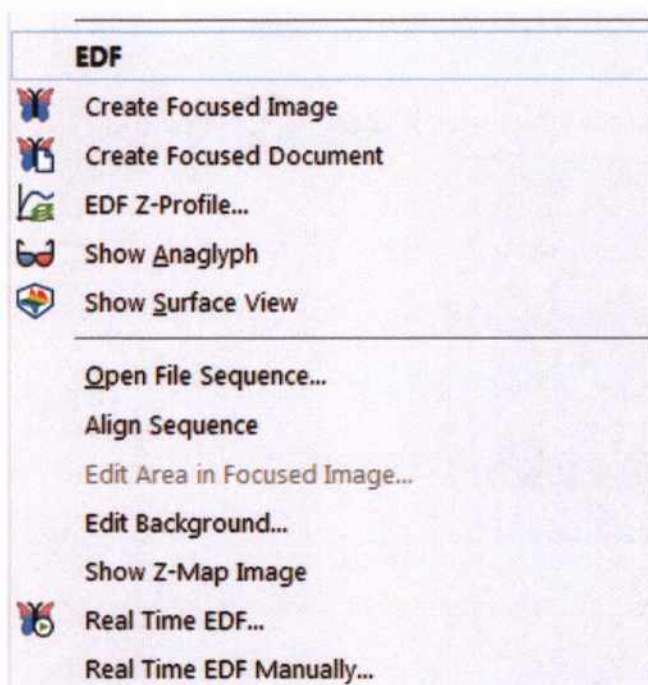 EDF
Create Focused Image
Create Focused Document
EDF Z-Profile...
Show Anaglyph
Show Surface View
Open File Sequence...
Align Sequence
Edit Area in Focused Image...
Edit Background...
Show Z-Map Image
Real Time EDF...
Real Time EDF Manually...